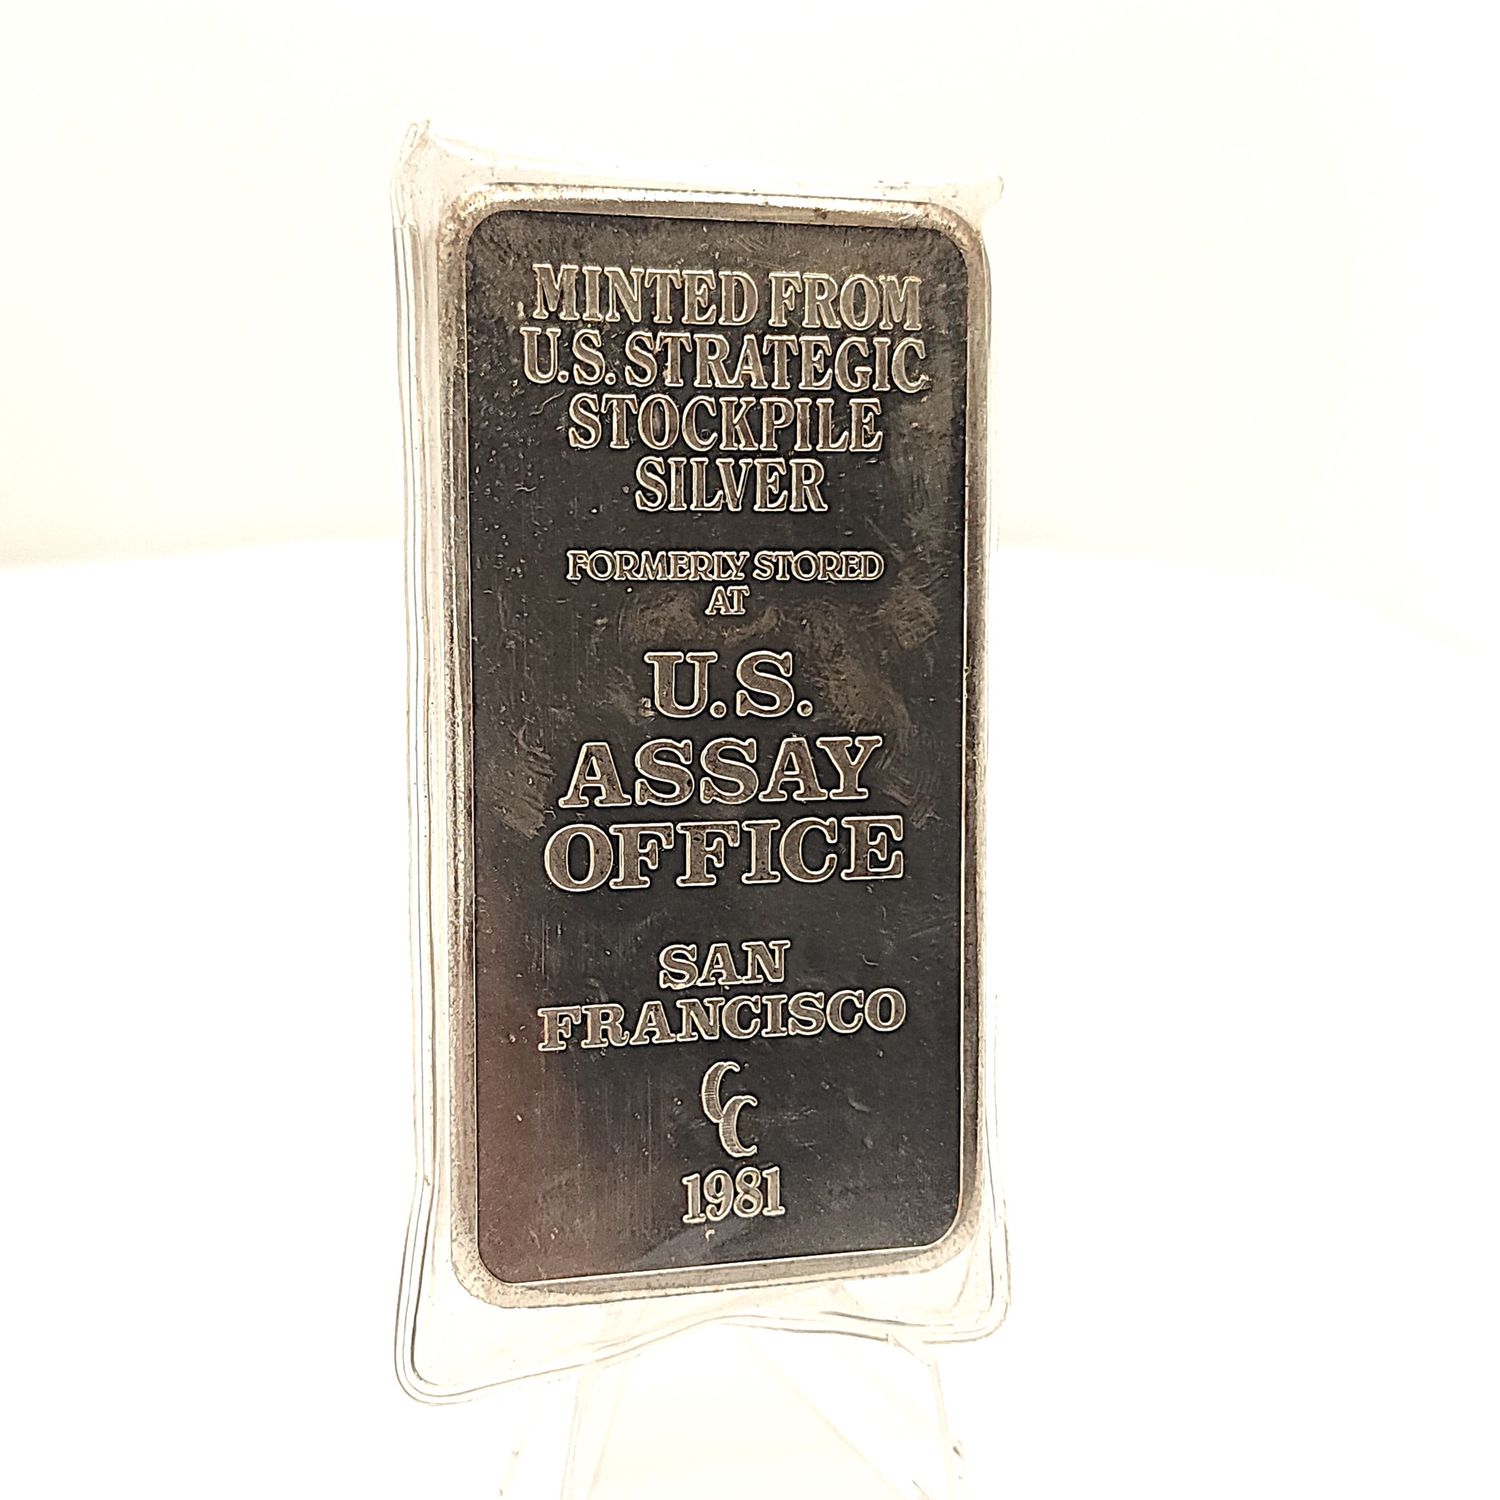 MINTED FROM
U.S. STRATEGIC
STOCKPILE
SILVER
FORMERLY STORED
AT
U.S.
ASSAY
OFFICE
SAN
FRANCISCO
CC
1981